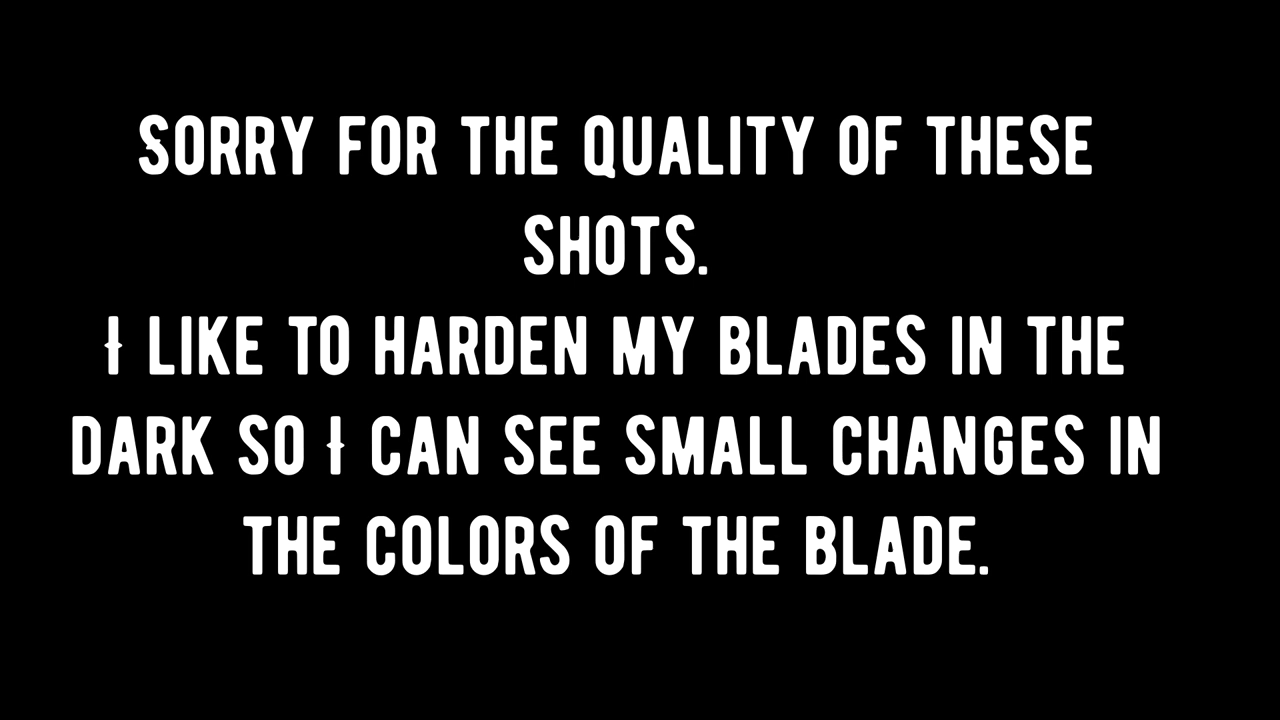 SORRY FOR THE QUALITY OF THESE
SHOTS.
I LIKE TO HARDEN MY BLADES IN THE
DARK SO I CAN SEE SMALL CHANGES IN
THE COLORS OF THE BLADE.